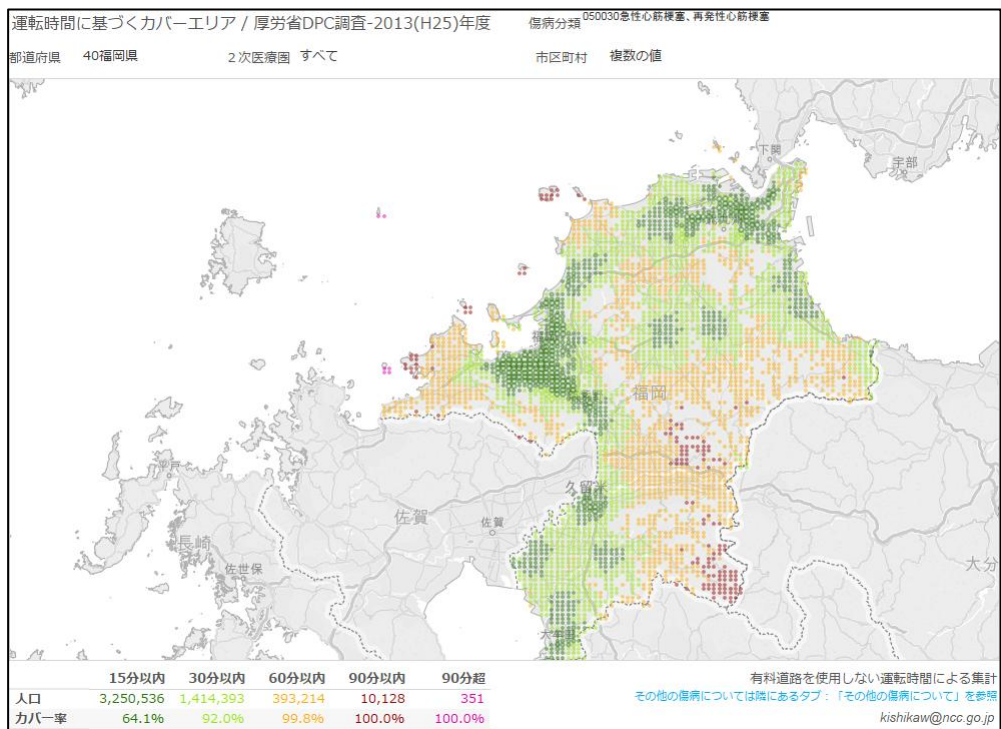 運転時間に基づくカバーエリア / 厚労省DPC調査-2013(H25)年度
傷病分類 050030急性心筋梗塞、再発性心筋梗塞
都道府県 40福岡県 2次医療圏 すべて 市区町村 複数の値
下関
宇部
福岡
久留米
佐賀
佐賀
長崎
佐世保
大分
大牟田
15分以内 30分以内 60分以内 90分以内 90分超
人口 3,250,536 1,414,393 393,214 10,128 351
カバー率 64.1% 92.0% 99.8% 100.0% 100.0%
有料道路を使用しない運転時間による集計
その他の傷病については隣にあるタブ：「その他の傷病について」を参照
kishikaw@ncc.go.jp